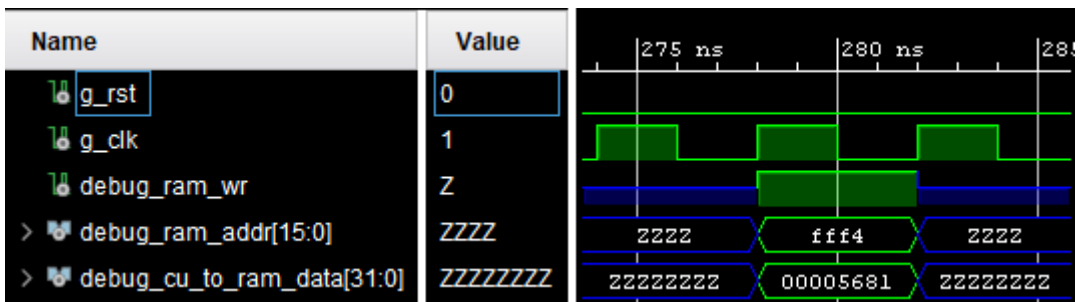 Name Value 275 ns 280 ns 285
g_rst 0
g_clk 1
debug_ram_wr Z
> debug_ram_addr[15:0] ZZZZ ZZZZ fff4 ZZZZ
> debug_cu_to_ram_data[31:0] ZZZZZZZZ ZZZZZZZZ 00005681 ZZZZZZZZ